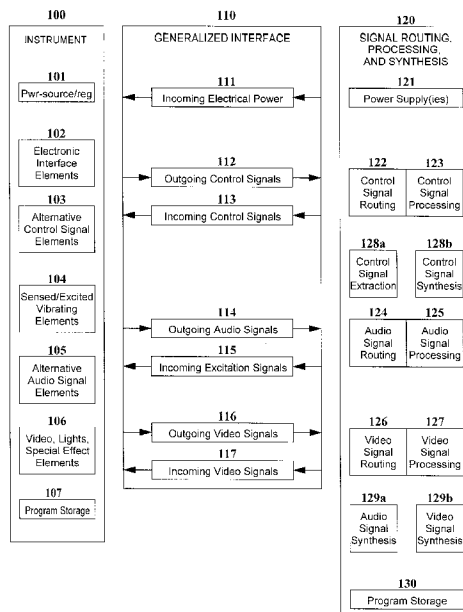 100
INSTRUMENT
101
Pwr-source/reg
102
Electronic
Interface
Elements
103
Alternative
Control Signal
Elements
104
Sensed/Excited
Vibrating
Elements
105
Alternative
Audio Signal
Elements
106
Video, Lights,
Special Effect
Elements
107
Program Storage
110
GENERALIZED INTERFACE
111
Incoming Electrical Power
112
Outgoing Control Signals
113
Incoming Control Signals
114
Outgoing Audio Signals
115
Incoming Excitation Signals
116
Outgoing Video Signals
117
Incoming Video Signals
120
SIGNAL ROUTING,
PROCESSING,
AND SYNTHESIS
121
Power Supply(ies)
122
Control
Signal
Routing
123
Control
Signal
Processing
128a
Control
Signal
Extraction
128b
Control
Signal
Synthesis
124
Audio
Signal
Routing
125
Audio
Signal
Processing
126
Video
Signal
Routing
127
Video
Signal
Processing
129a
Audio
Signal
Synthesis
129b
Video
Signal
Synthesis
130
Program Storage